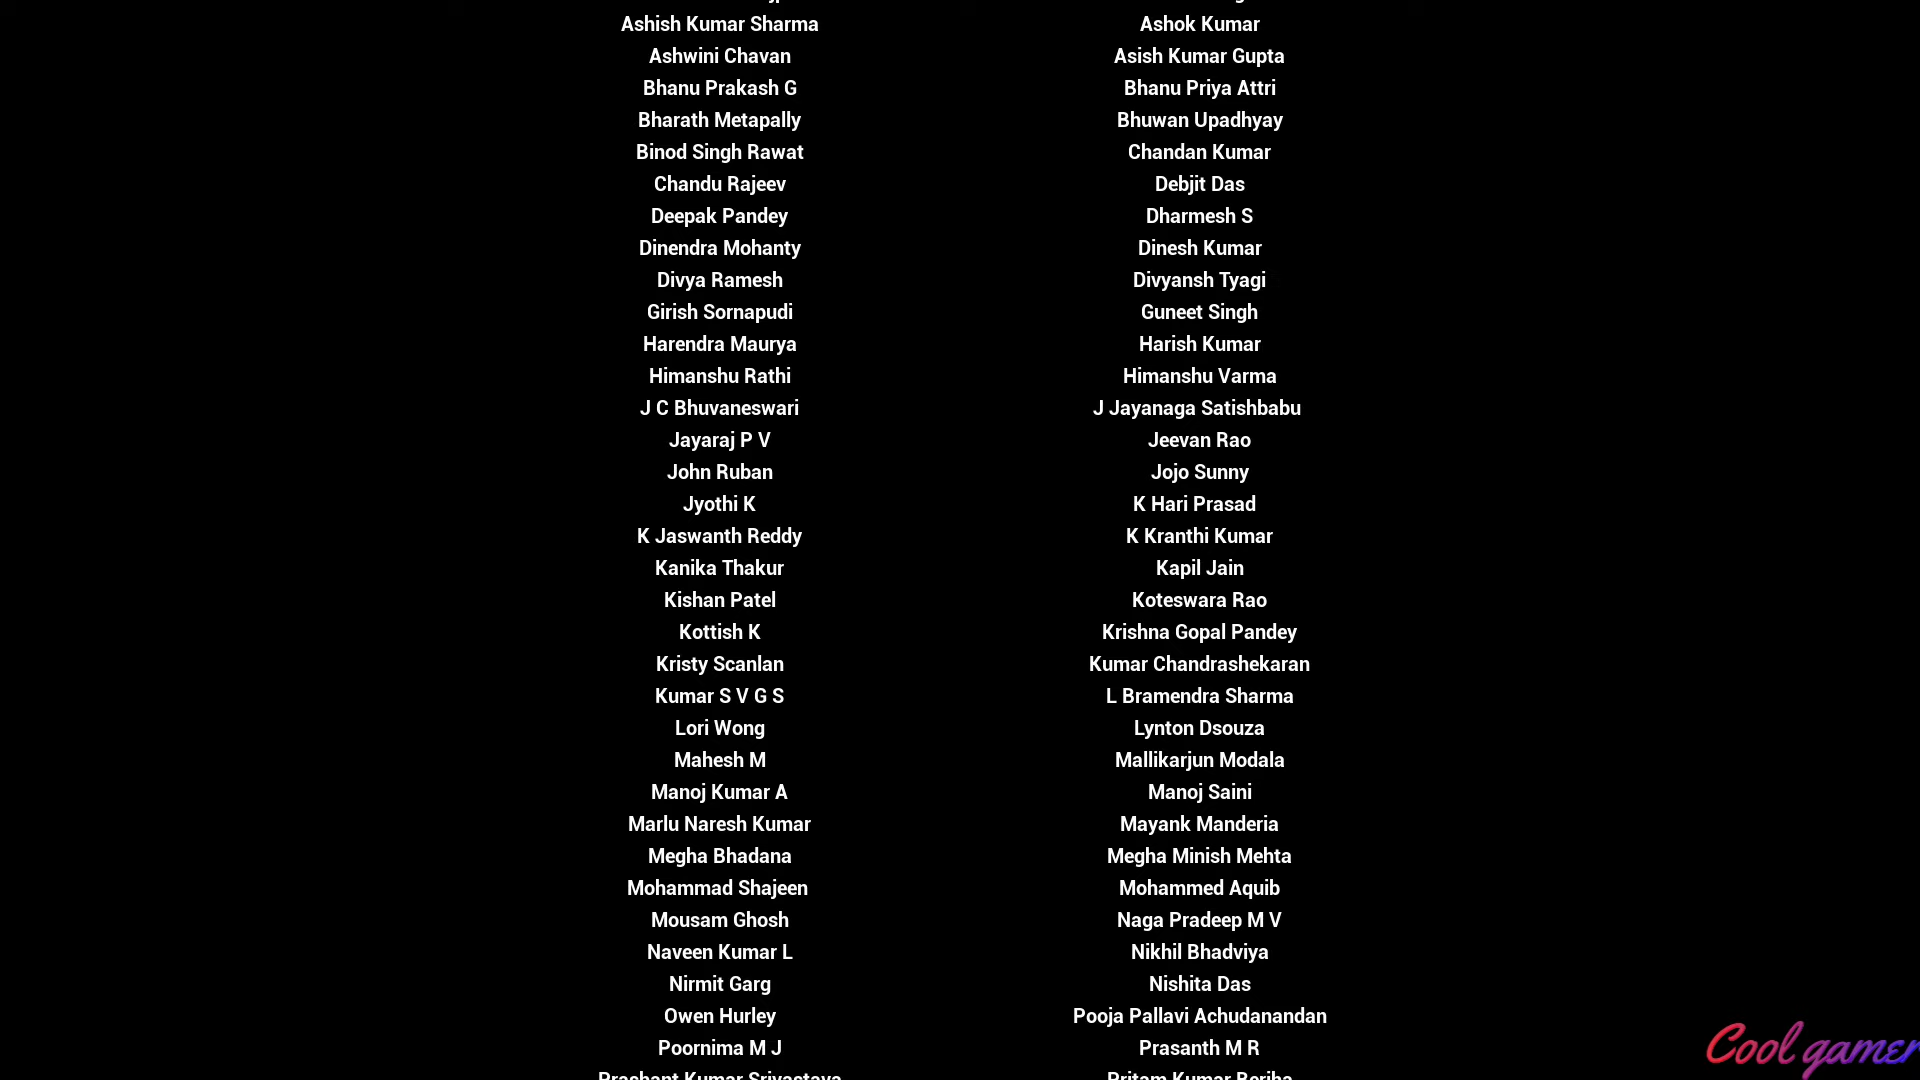 Ashish Kumar Sharma Ashok Kumar
Ashwini Chavan Asish Kumar Gupta
Bhanu Prakash G Bhanu Priya Attri
Bharath Metapally Bhuwan Upadhyay
Binod Singh Rawat Chandan Kumar
Chandu Rajeev Debjit Das
Deepak Pandey Dharmesh S
Dinendra Mohanty Dinesh Kumar
Divya Ramesh Divyansh Tyagi
Girish Sornapudi Guneet Singh
Harendra Maurya Harish Kumar
Himanshu Rathi Himanshu Varma
J C Bhuvaneswari J Jayanaga Satishbabu
Jayaraj P V Jeevan Rao
John Ruban Jojo Sunny
Jyothi K K Hari Prasad
K Jaswanth Reddy K Kranthi Kumar
Kanika Thakur Kapil Jain
Kishan Patel Koteswara Rao
Kottish K Krishna Gopal Pandey
Kristy Scanlan Kumar Chandrashekaran
Kumar S V G S L Bramendra Sharma
Lori Wong Lynton Dsouza
Mahesh M Mallikarjun Modala
Manoj Kumar A Manoj Saini
Marlu Naresh Kumar Mayank Manderia
Megha Bhadana Megha Minish Mehta
Mohammad Shajeen Mohammed Aquib
Mousam Ghosh Naga Pradeep M V
Naveen Kumar L Nikhil Bhadviya
Nirmit Garg Nishita Das
Owen Hurley Pooja Pallavi Achudanandan
Poornima M J Prasanth M R
Prashant Kumar Srivastava Pritam Kumar Beriha
Cool gamer